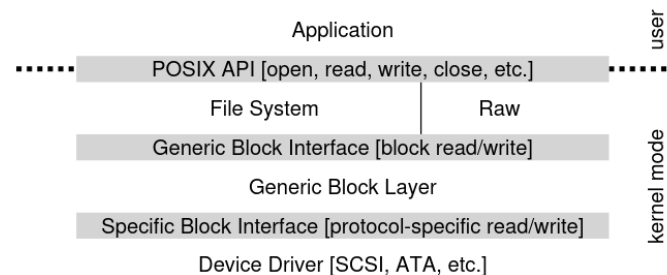 Application
user
POSIX API [open, read, write, close, etc.]
File System
Raw
Generic Block Interface [block read/write]
Generic Block Layer
kernel mode
Specific Block Interface [protocol-specific read/write]
Device Driver [SCSI, ATA, etc.]